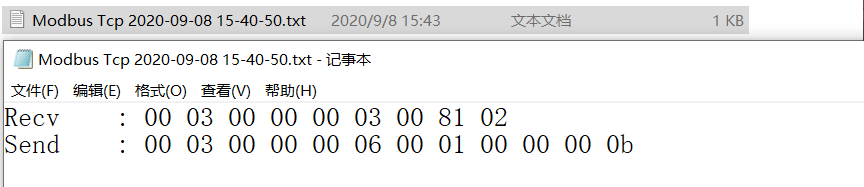 Modbus Tcp 2020-09-08 15-40-50.txt 2020/9/8 15:43 文本文档 1 KB
Modbus Tcp 2020-09-08 15-40-50.txt - 记事本
文件(F) 编辑(E) 格式(O) 查看(V) 帮助(H)
Recv : 00 03 00 00 00 03 00 81 02
Send : 00 03 00 00 00 06 00 01 00 00 00 0b